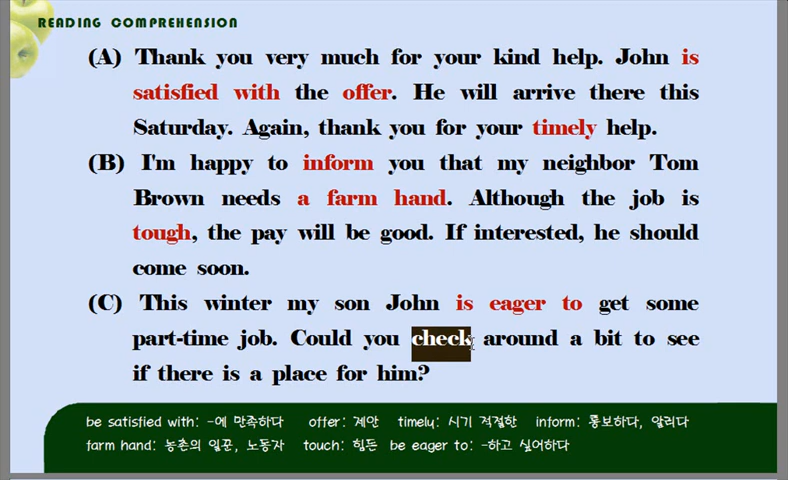 READING COMPREHENSION
(A) Thank you very much for your kind help. John is
satisfied with the offer. He will arrive there this
Saturday. Again, thank you for your timely help.
(B) I'm happy to inform you that my neighbor Tom
Brown needs a farm hand. Although the job is
tough, the pay will be good. If interested, he should
come soon.
(C) This winter my son John is eager to get some
part-time job. Could you check around a bit to see
if there is a place for him?
be satisfied with: -에 만족하다 offer: 제안 timely: 시기 적절한 inform: 통보하다, 알리다
farm hand: 농촌의 일꾼, 노동자 touch: 힘든 be eager to: -하고 싶어하다